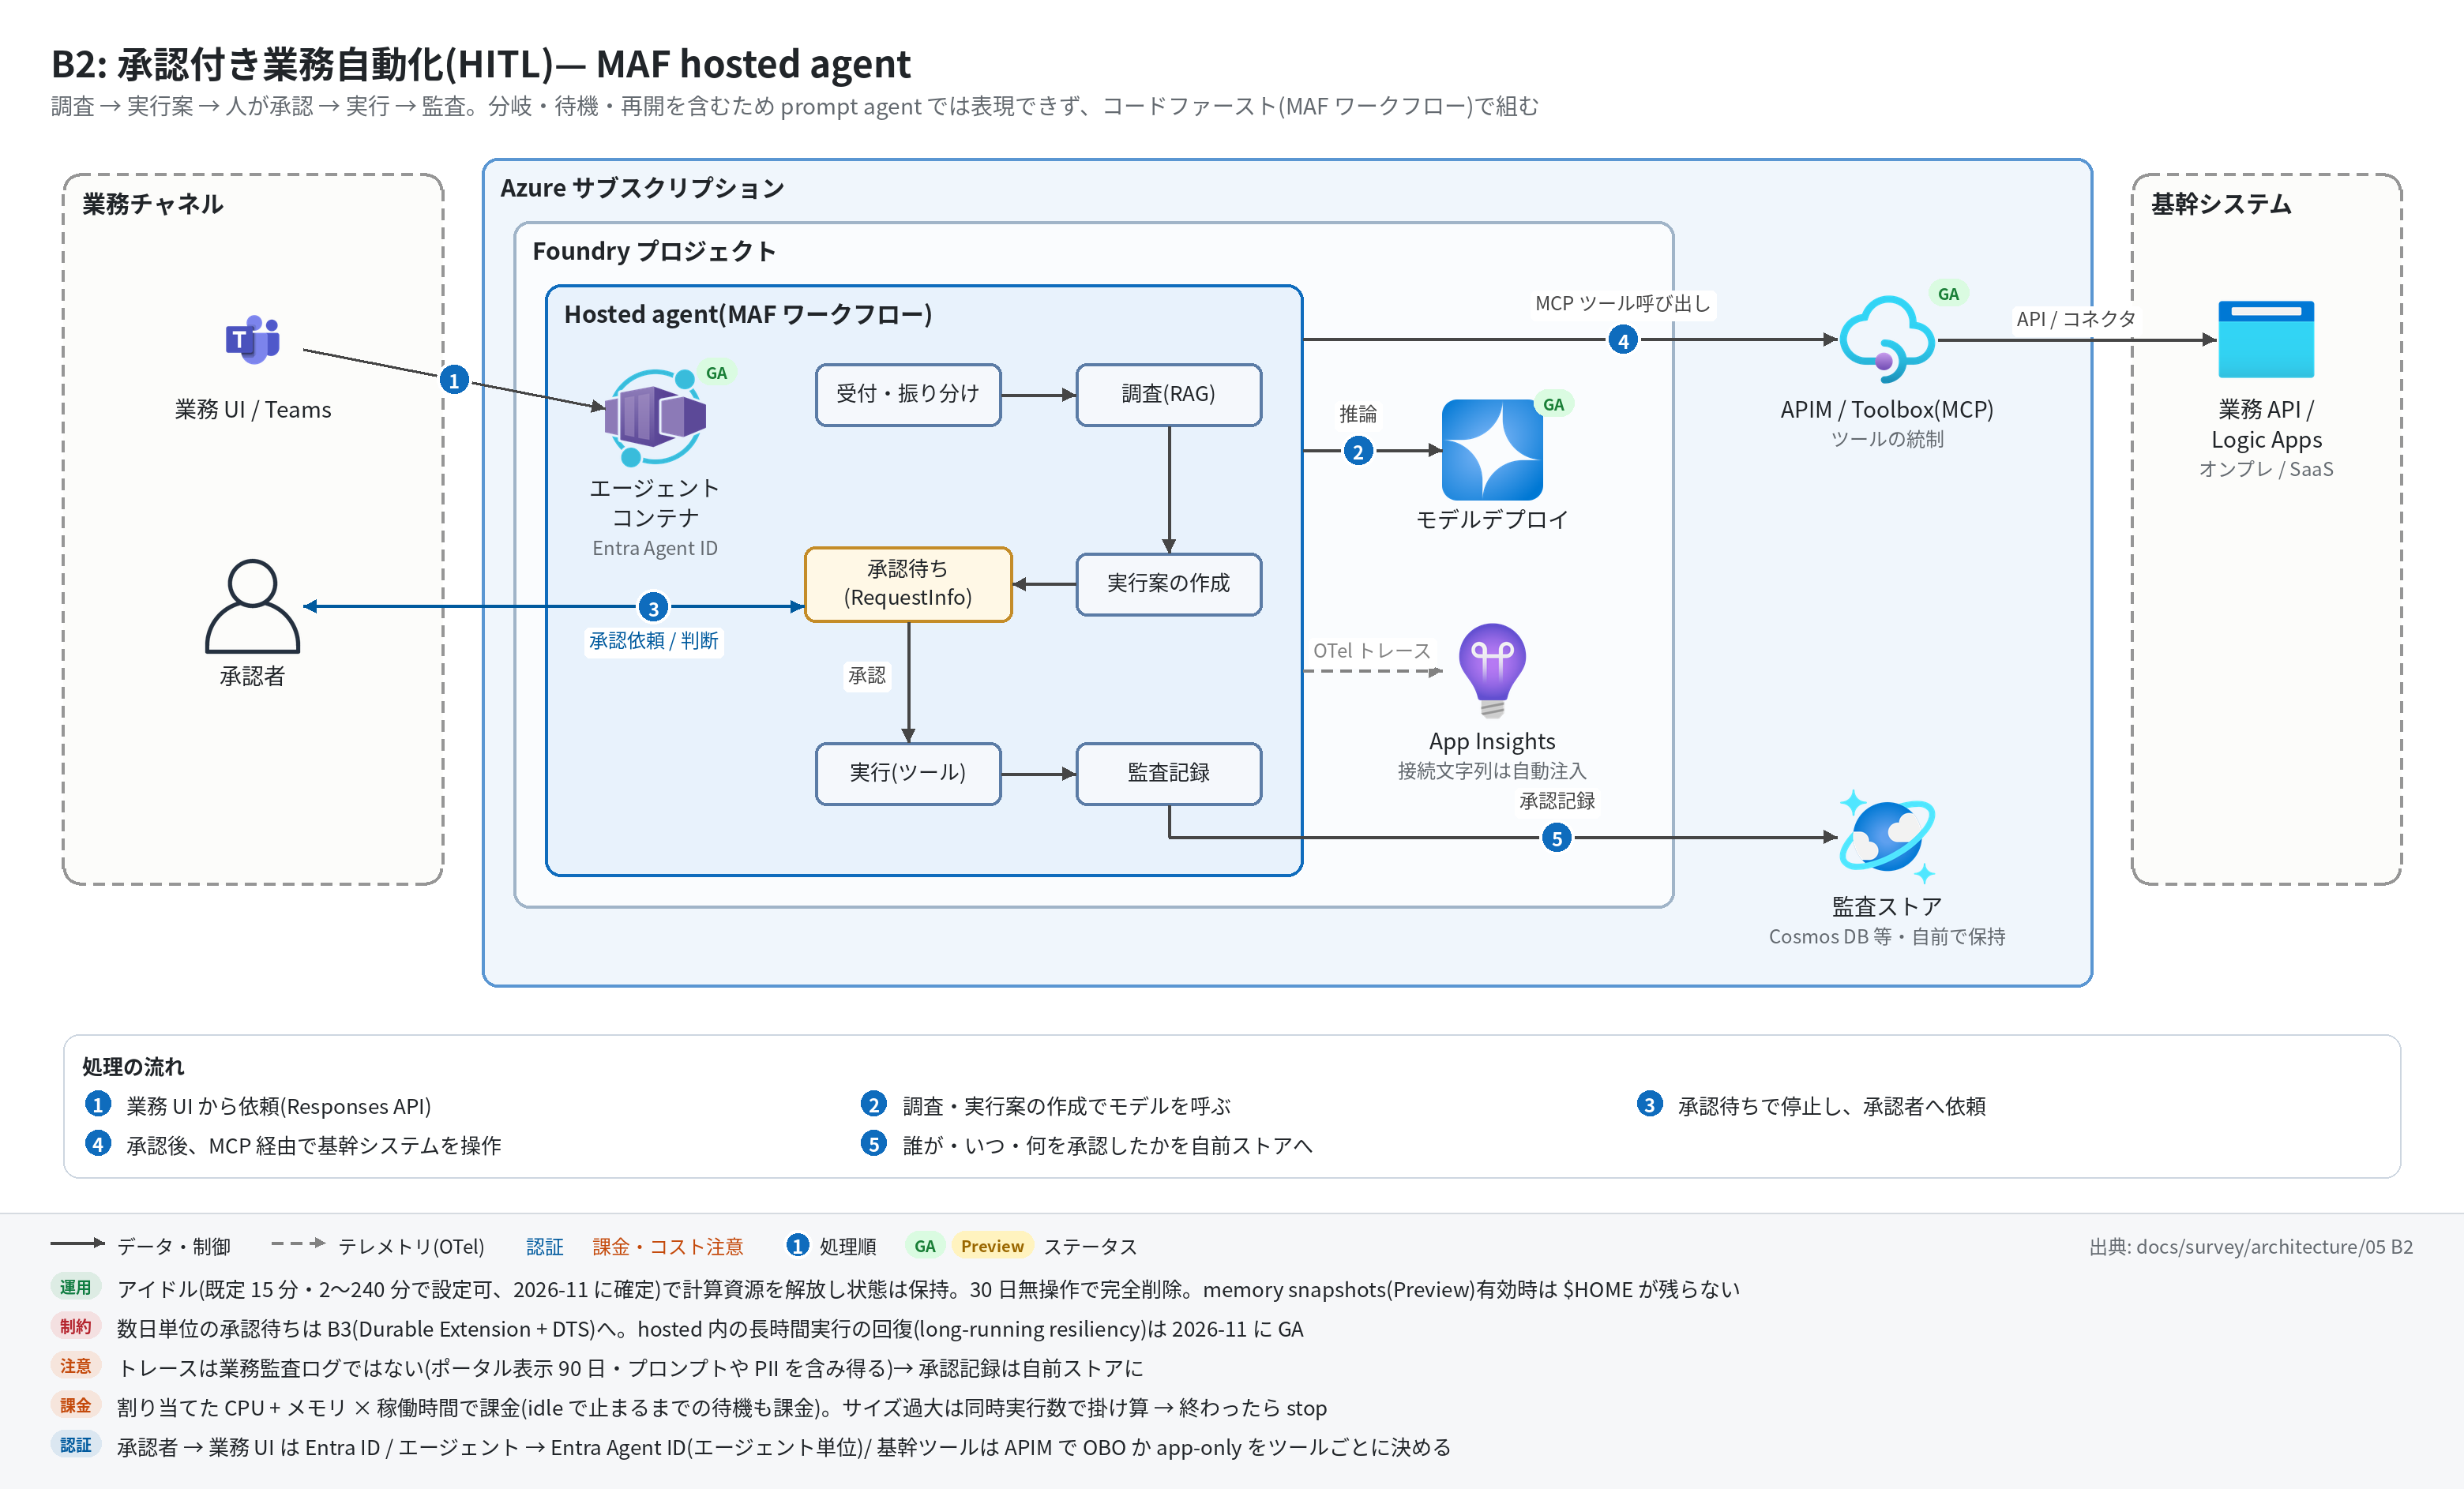 B2: 承認付き業務自動化(HITL)— MAF hosted agent
調査 → 実行案 → 人が承認 → 実行 → 監査。分岐・待機・再開を含むため prompt agent では表現できず、コードファースト(MAF ワークフロー)で組む
業務チャネル
業務 UI / Teams
承認者
1
Azure サブスクリプション
Foundry プロジェクト
Hosted agent(MAF ワークフロー)
GA
エージェント
コンテナ
Entra Agent ID
受付・振り分け
調査(RAG)
承認待ち
(RequestInfo)
実行案の作成
3
承認依頼 / 判断
承認
実行(ツール)
監査記録
MCP ツール呼び出し
4
推論
2
GA
モデルデプロイ
OTel トレース
App Insights
接続文字列は自動注入
承認記録
5
GA
APIM / Toolbox(MCP)
ツールの統制
API / コネクタ
監査ストア
Cosmos DB 等・自前で保持
基幹システム
業務 API /
Logic Apps
オンプレ / SaaS
処理の流れ
1 業務 UI から依頼(Responses API)
2 調査・実行案の作成でモデルを呼ぶ
3 承認待ちで停止し、承認者へ依頼
4 承認後、MCP 経由で基幹システムを操作
5 誰が・いつ・何を承認したかを自前ストアへ
データ・制御 テレメトリ(OTel) 認証 課金・コスト注意 1 処理順 GA Preview ステータス
出典: docs/survey/architecture/05 B2
運用 アイドル(既定 15 分・2〜240 分で設定可、2026-11 に確定)で計算資源を解放し状態は保持。30 日無操作で完全削除。memory snapshots(Preview)有効時は $HOME が残らない
制約 数日単位の承認待ちは B3(Durable Extension + DTS)へ。hosted 内の長時間実行の回復(long-running resiliency)は 2026-11 に GA
注意 トレースは業務監査ログではない(ポータル表示 90 日・プロンプトや PII を含み得る)→ 承認記録は自前ストアに
課金 割り当てた CPU + メモリ × 稼働時間で課金(idle で止まるまでの待機も課金)。サイズ過大は同時実行数で掛け算 → 終わったら stop
認証 承認者 → 業務 UI は Entra ID / エージェント → Entra Agent ID(エージェント単位)/ 基幹ツールは APIM で OBO か app-only をツールごとに決める